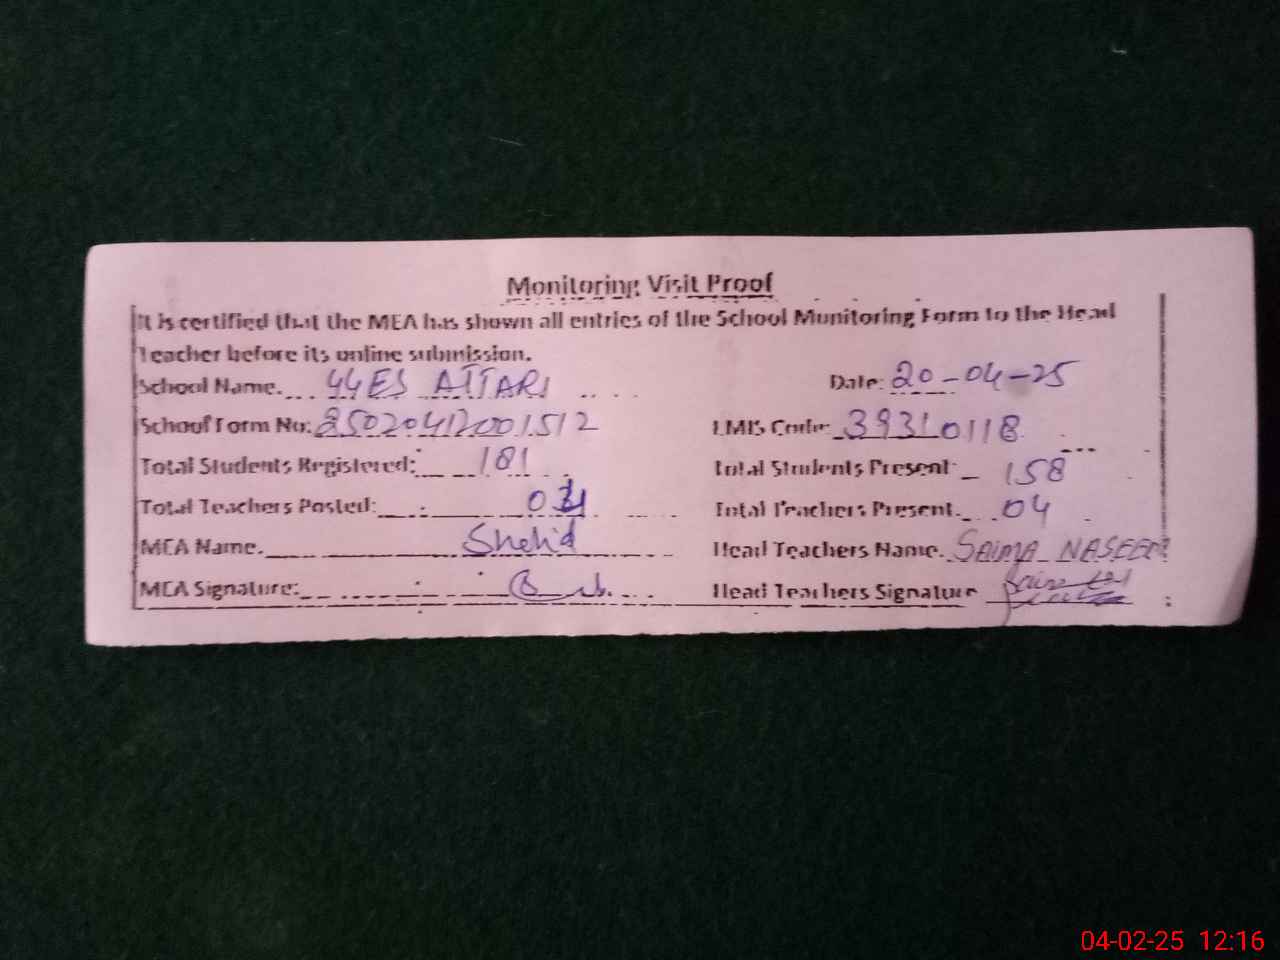 Monitoring Visit Proof
It is certified that the MEA has shown all entries of the School Monitoring Form to the Head
Teacher before its online submission.
School Name. 44ES ATTARI Date: 20-04-25
School Form No: 25020412001512 EMIS Code: 39310118
Total Students Registered: 181 Total Students Present: 158
Total Teachers Posted: 04 Total Teachers Present. 04
MEA Name. Shahid Head Teachers Name. SAIMA NASEEM
MEA Signature: Head Teachers Signature
04-02-25 12:16